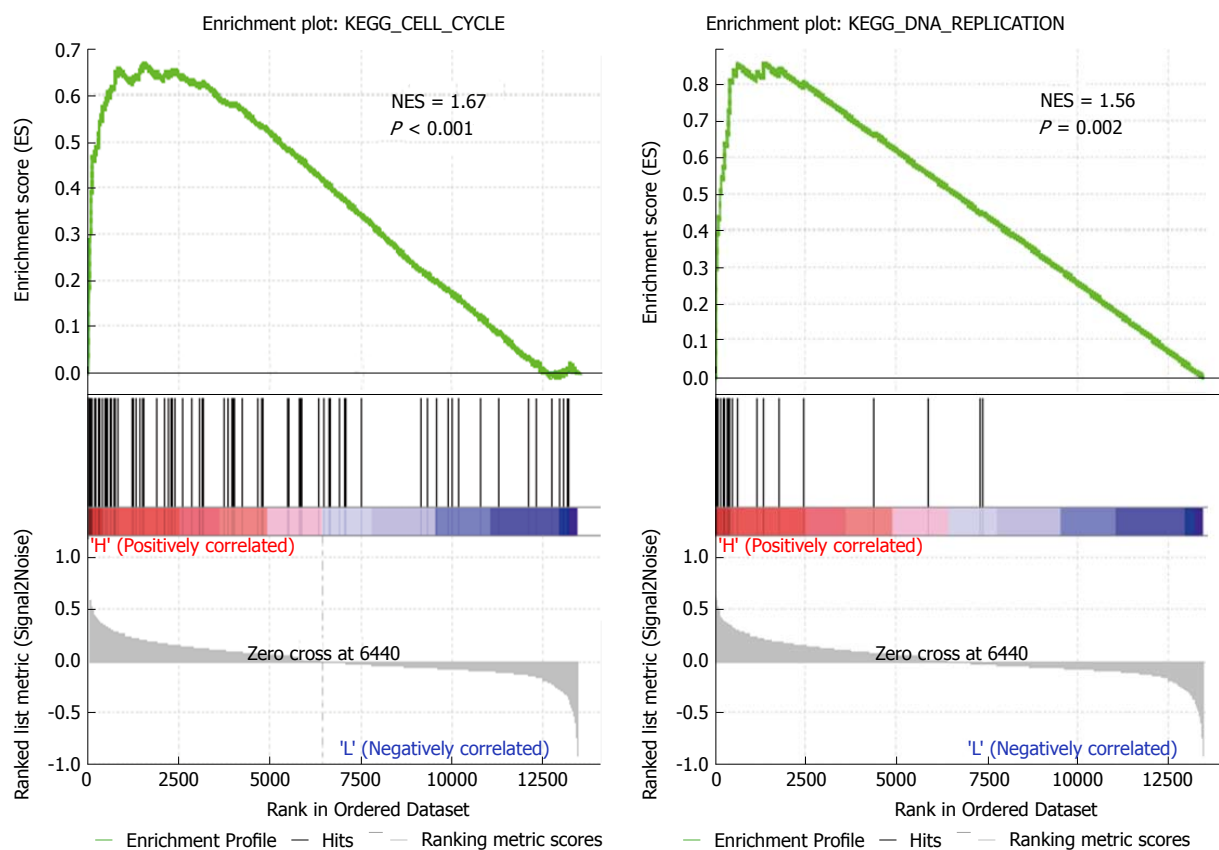 Enrichment plot: KEGG_CELL_CYCLE
Enrichment score (ES)
0.7
0.6
0.5
0.4
0.3
0.2
0.1
0.0
NES = 1.67
P < 0.001
'H' (Positively correlated)
Ranked list metric (Signal2Noise)
1.0
0.5
0.0
-0.5
-1.0
Zero cross at 6440
'L' (Negatively correlated)
0 2500 5000 7500 10000 12500
Rank in Ordered Dataset
Enrichment Profile Hits Ranking metric scores
Enrichment plot: KEGG_DNA_REPLICATION
Enrichment score (ES)
0.8
0.7
0.6
0.5
0.4
0.3
0.2
0.1
0.0
NES = 1.56
P = 0.002
'H' (Positively correlated)
Ranked list metric (Signal2Noise)
1.0
0.5
0.0
-0.5
-1.0
Zero cross at 6440
'L' (Negatively correlated)
0 2500 5000 7500 10000 12500
Rank in Ordered Dataset
Enrichment Profile Hits Ranking metric scores